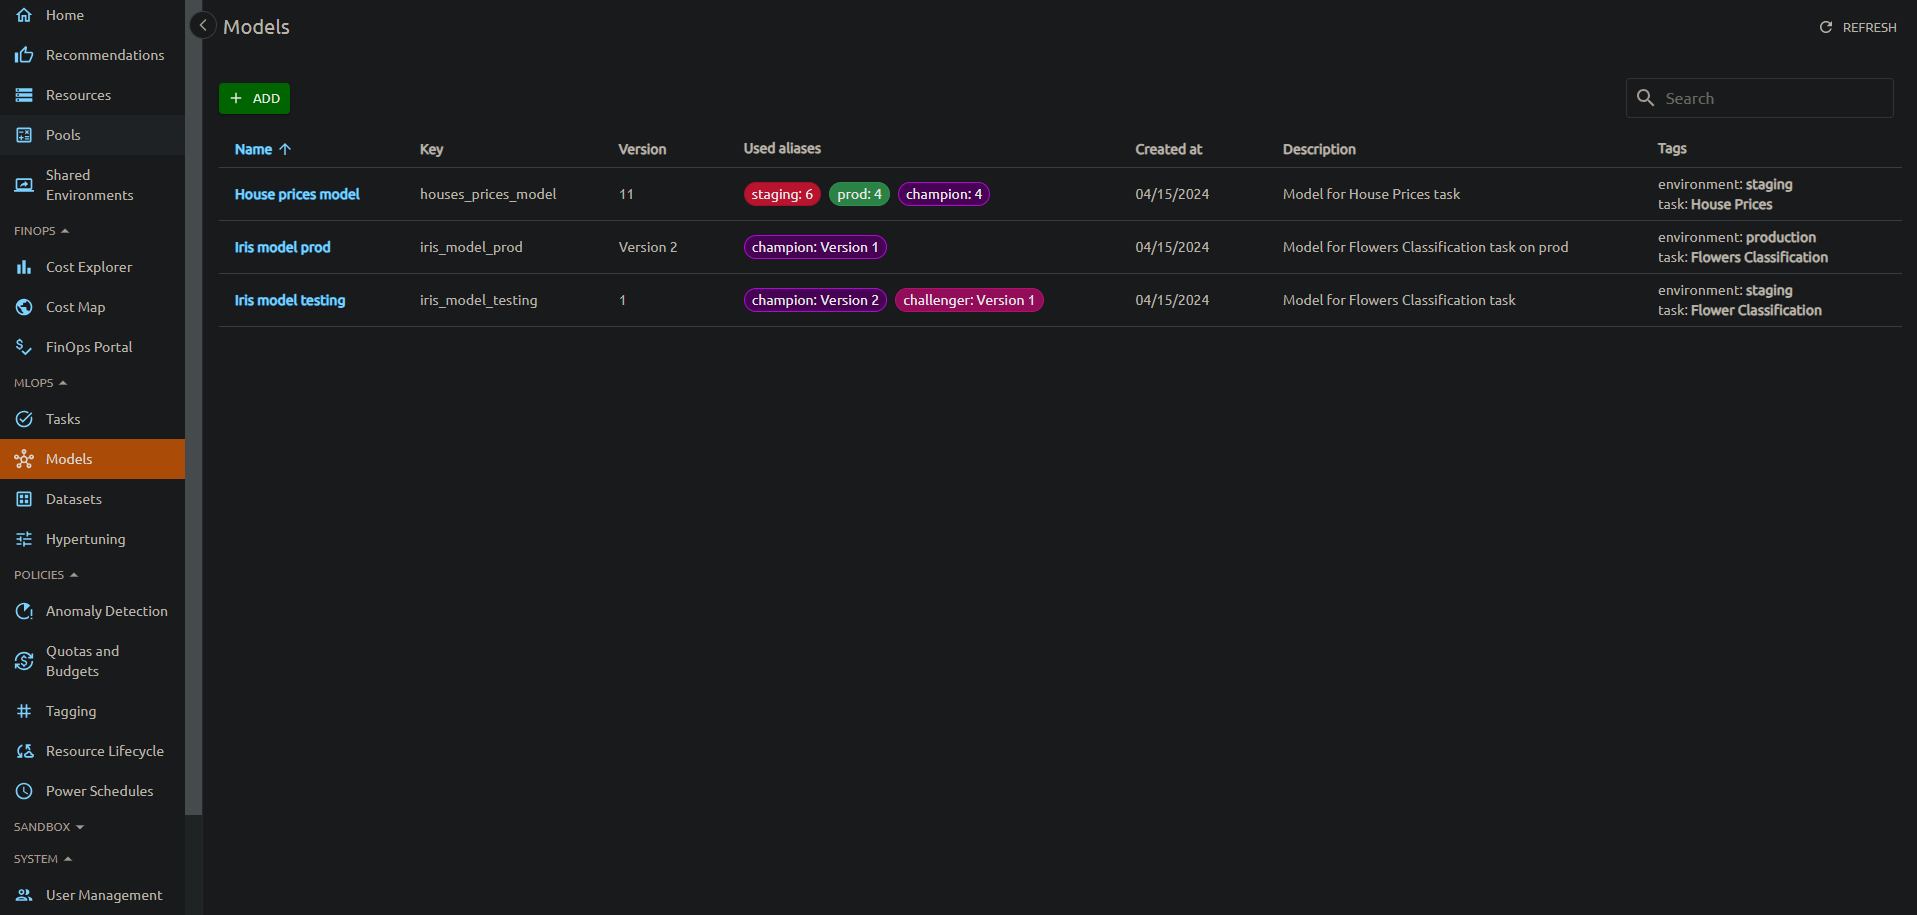 Home
Recommendations
Resources
Pools
Shared
Environments
FINOPS
Cost Explorer
Cost Map
FinOps Portal
MLOPS
Tasks
Models
Datasets
Hypertuning
POLICIES
Anomaly Detection
Quotas and
Budgets
Tagging
Resource Lifecycle
Power Schedules
SANDBOX
SYSTEM
User Management
Models
REFRESH
+ ADD
Search
Name Key Version Used aliases Created at Description Tags
House prices model houses_prices_model 11 staging: 6 prod: 4 champion: 4 04/15/2024 Model for House Prices task environment: staging
task: House Prices
Iris model prod iris_model_prod Version 2 champion: Version 1 04/15/2024 Model for Flowers Classification task on prod environment: production
task: Flowers Classification
Iris model testing iris_model_testing 1 champion: Version 2 challenger: Version 1 04/15/2024 Model for Flowers Classification task environment: staging
task: Flower Classification